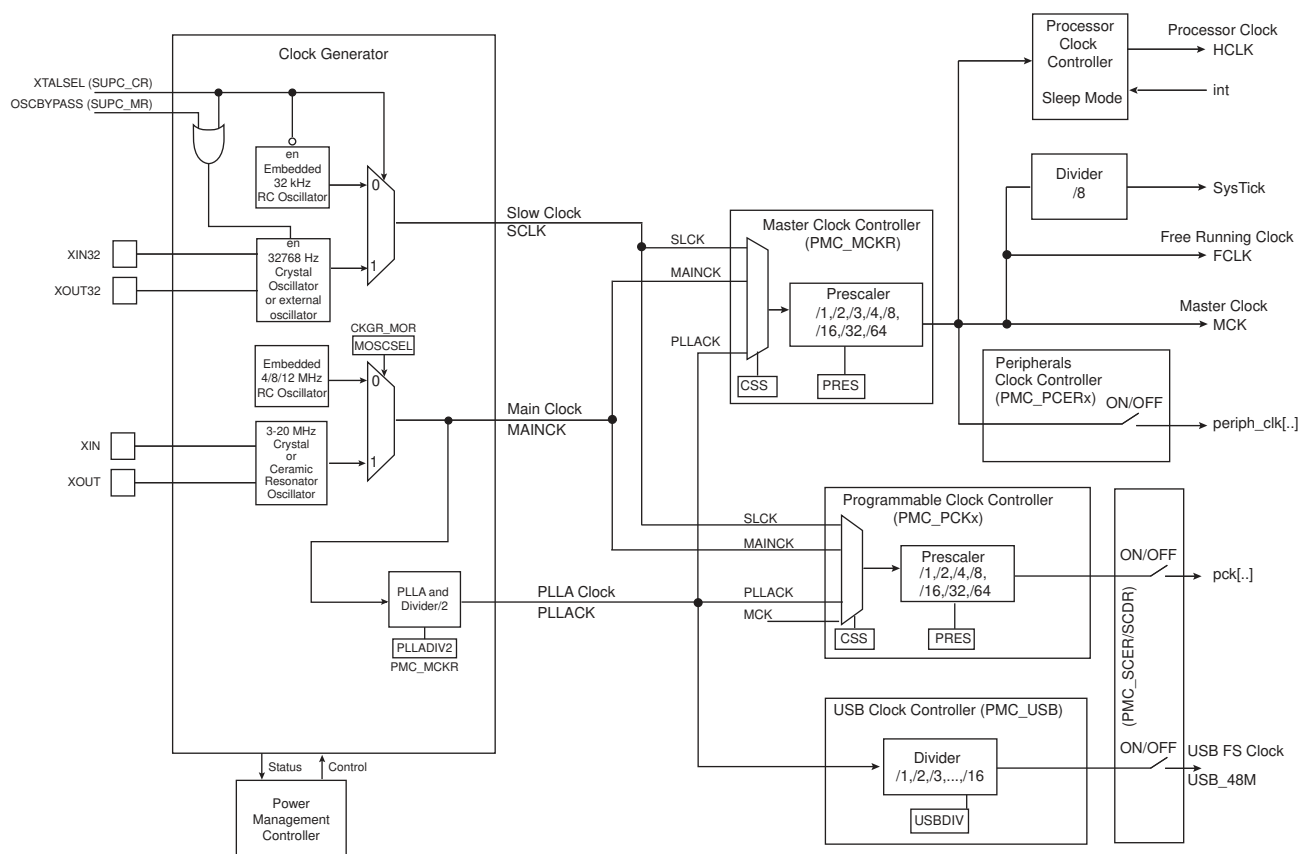 Clock Generator
XTALSEL (SUPC_CR)
OSCBYPASS (SUPC_MR)
en
Embedded
32 kHz
RC Oscillator
0
1
XIN32
XOUT32
en
32768 Hz
Crystal
Oscillator
or external
oscillator
Slow Clock
SCLK
CKGR_MOR
MOSCSEL
Embedded
4/8/12 MHz
RC Oscillator
0
1
XIN
XOUT
3-20 MHz
Crystal
or
Ceramic
Resonator
Oscillator
Main Clock
MAINCK
PLLA and
Divider/2
PLLADIV2
PMC_MCKR
PLLA Clock
PLLACK
Status
Control
Power
Management
Controller
Master Clock Controller
(PMC_MCKR)
SLCK
MAINCK
PLLACK
Prescaler
/1,/2,/3,/4,/8,
/16,/32,/64
CSS
PRES
Processor
Clock
Controller
Sleep Mode
Processor Clock
HCLK
int
Divider
/8
SysTick
Free Running Clock
FCLK
Master Clock
MCK
Peripherals
Clock Controller
(PMC_PCERx)
ON/OFF
periph_clk[..]
Programmable Clock Controller
(PMC_PCKx)
SLCK
MAINCK
PLLACK
MCK
Prescaler
/1,/2,/4,/8,
/16,/32,/64
CSS
PRES
ON/OFF
pck[..]
(PMC_SCER/SCDR)
USB Clock Controller (PMC_USB)
Divider
/1,/2,/3,...,/16
USBDIV
ON/OFF
USB FS Clock
USB_48M